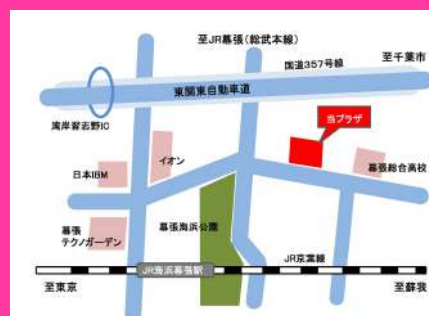 至JR幕張(総武本線)
国道357号線
至千葉市
東関東自動車道
湾岸習志野IC
当プラザ
イオン
日本IBM
幕張総合高校
幕張海浜公園
幕張
テクノガーデン
JR京葉線
JR海浜幕張駅
至東京
至蘇我